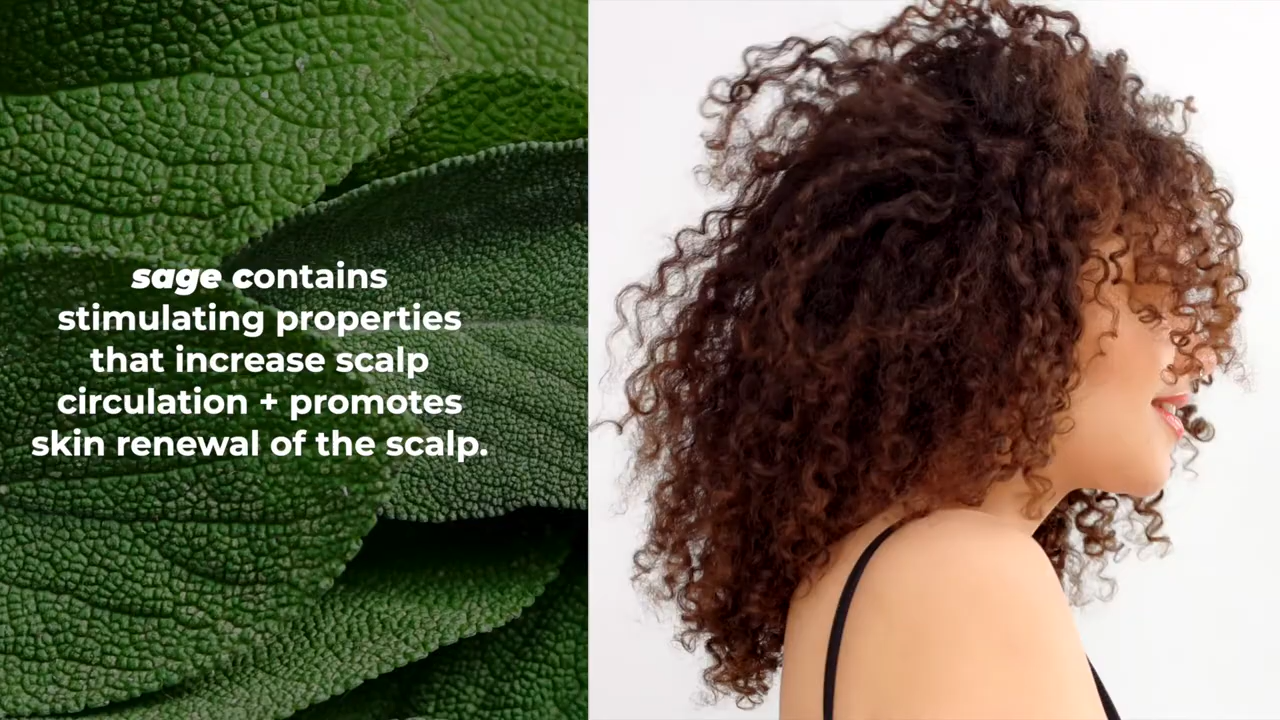 sage contains
stimulating properties
that increase scalp
circulation + promotes
skin renewal of the scalp.